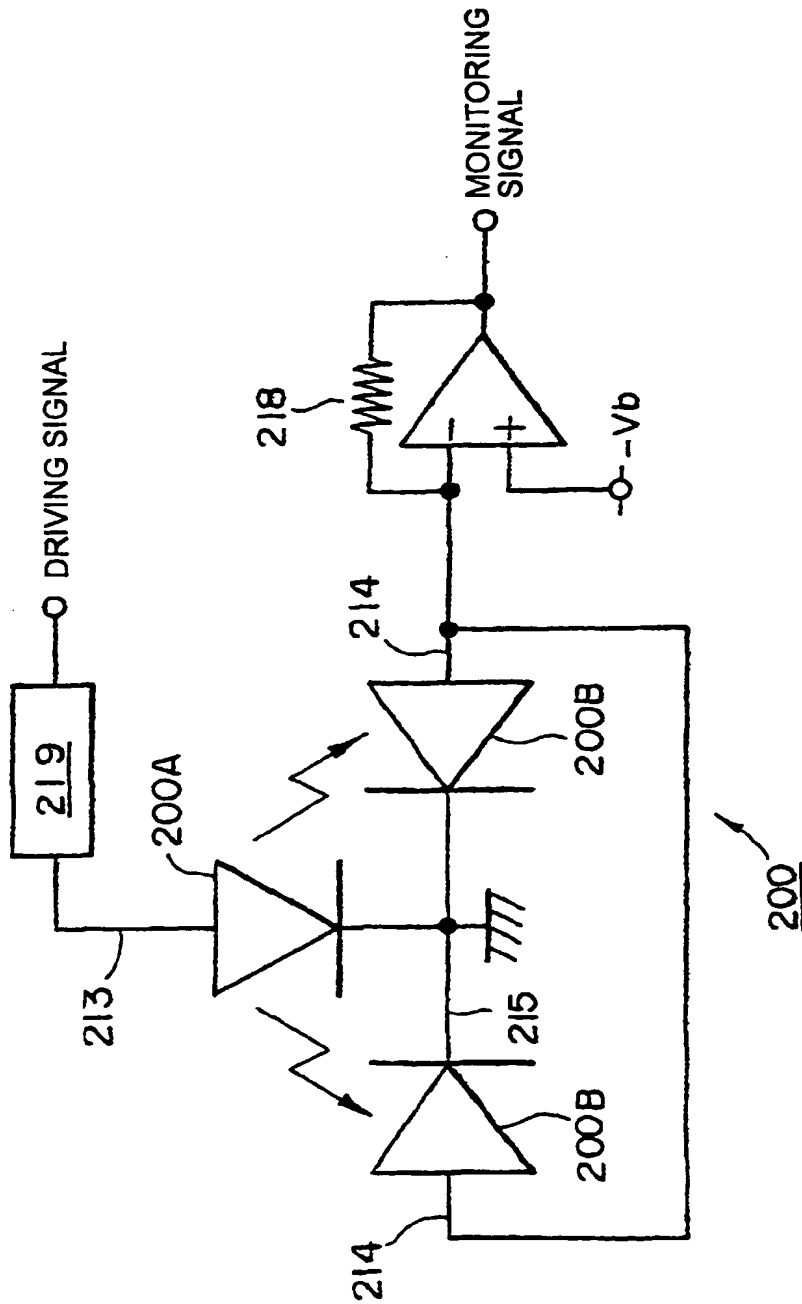 DRIVING SIGNAL
219
213
200A
218
MONITORING
SIGNAL
-
+
-Vb
214
215
200B
200B
214
200